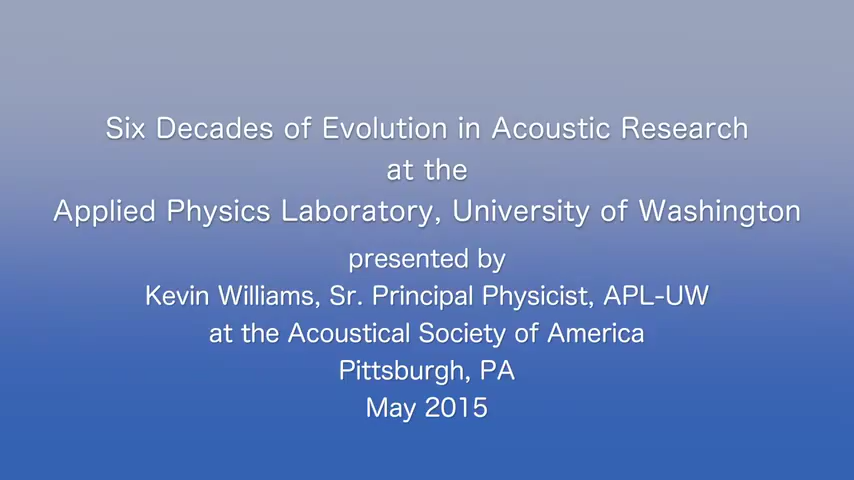 Six Decades of Evolution in Acoustic Research
at the
Applied Physics Laboratory, University of Washington
presented by
Kevin Williams, Sr. Principal Physicist, APL-UW
at the Acoustical Society of America
Pittsburgh, PA
May 2015